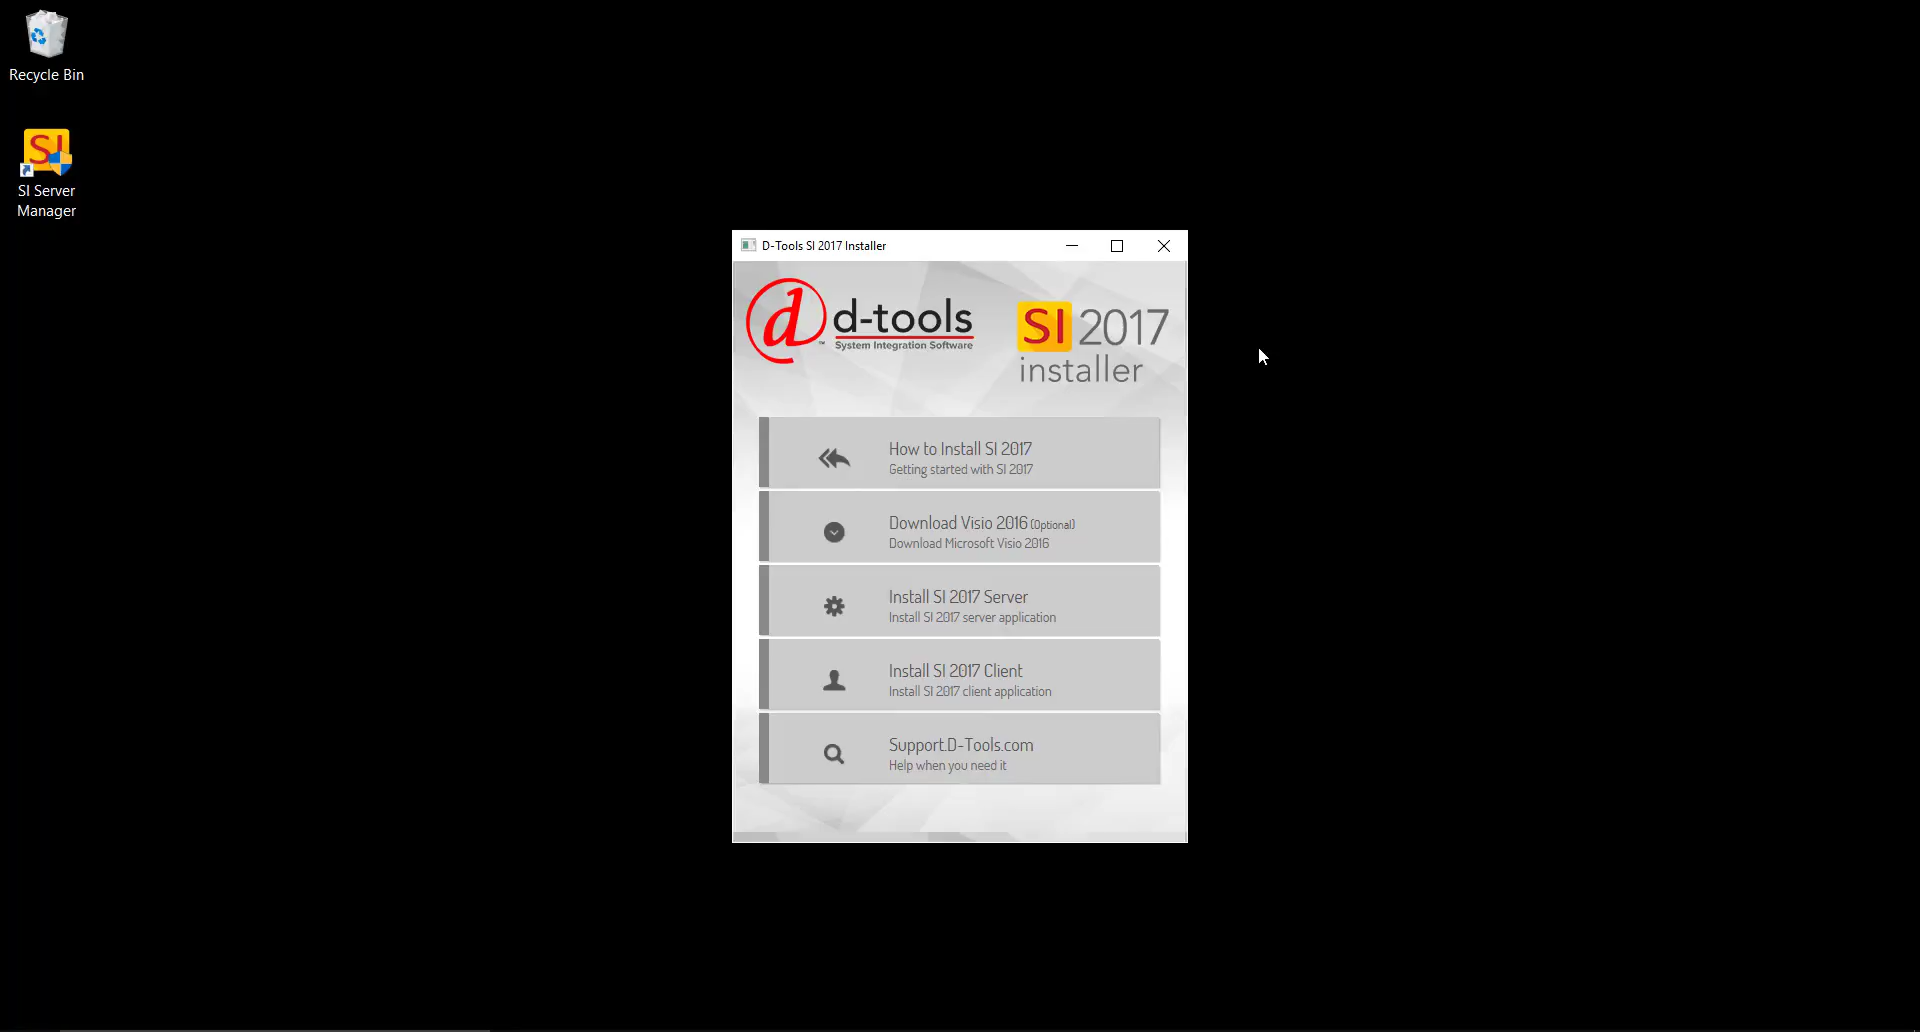 Recycle Bin
SI Server
Manager
D-Tools SI 2017 Installer
d d-tools
™ System Integration Software
SI 2017
installer
How to Install SI 2017
Getting started with SI 2017
Download Visio 2016 (Optional)
Download Microsoft Visio 2016
Install SI 2017 Server
Install SI 2017 server application
Install SI 2017 Client
Install SI 2017 client application
Support.D-Tools.com
Help when you need it